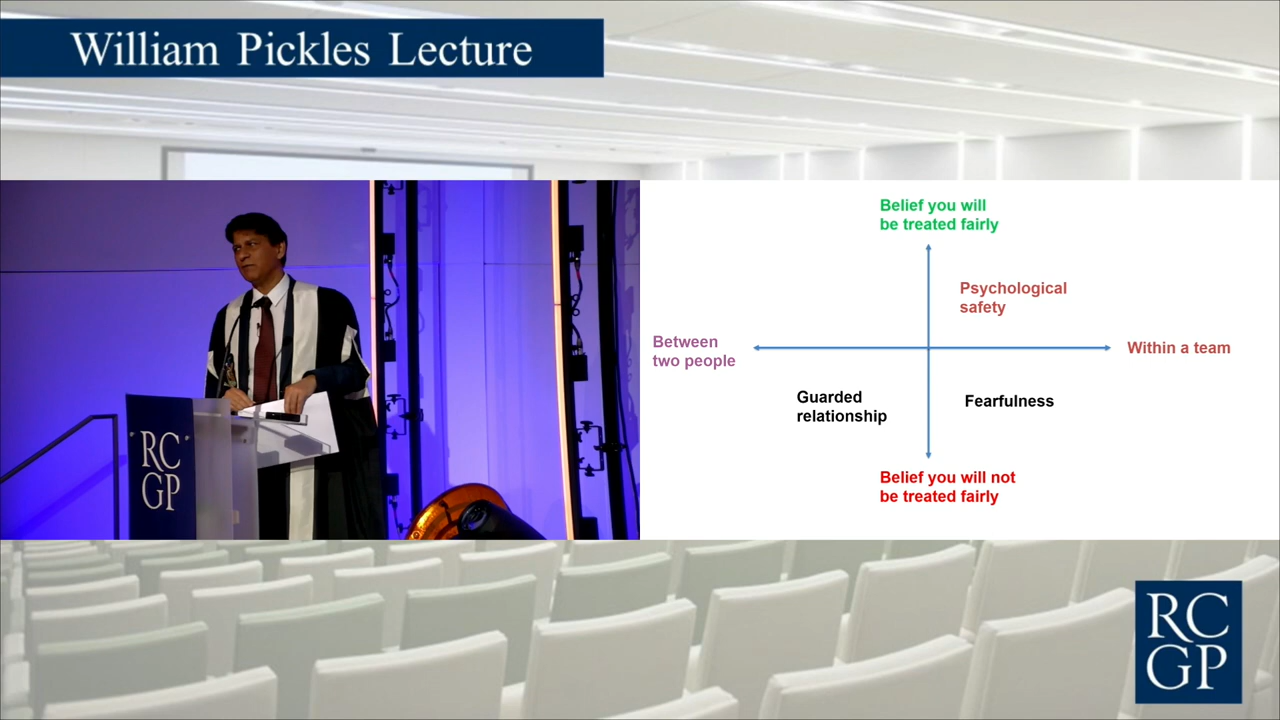 William Pickles Lecture
RC
GP
Belief you will
be treated fairly
Psychological
safety
Between
two people
Within a team
Guarded
relationship
Fearfulness
Belief you will not
be treated fairly
RC
GP